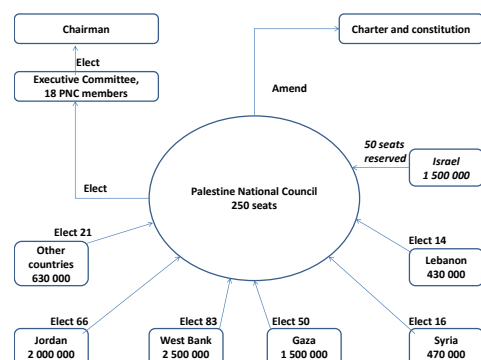 Chairman
Charter and constitution
Elect
Executive Committee,
18 PNC members
Amend
50 seats
reserved
Israel
1 500 000
Elect
Palestine National Council
250 seats
Elect 21
Other
countries
630 000
Elect 14
Lebanon
430 000
Elect 66
Jordan
2 000 000
Elect 83
West Bank
2 500 000
Elect 50
Gaza
1 500 000
Elect 16
Syria
470 000